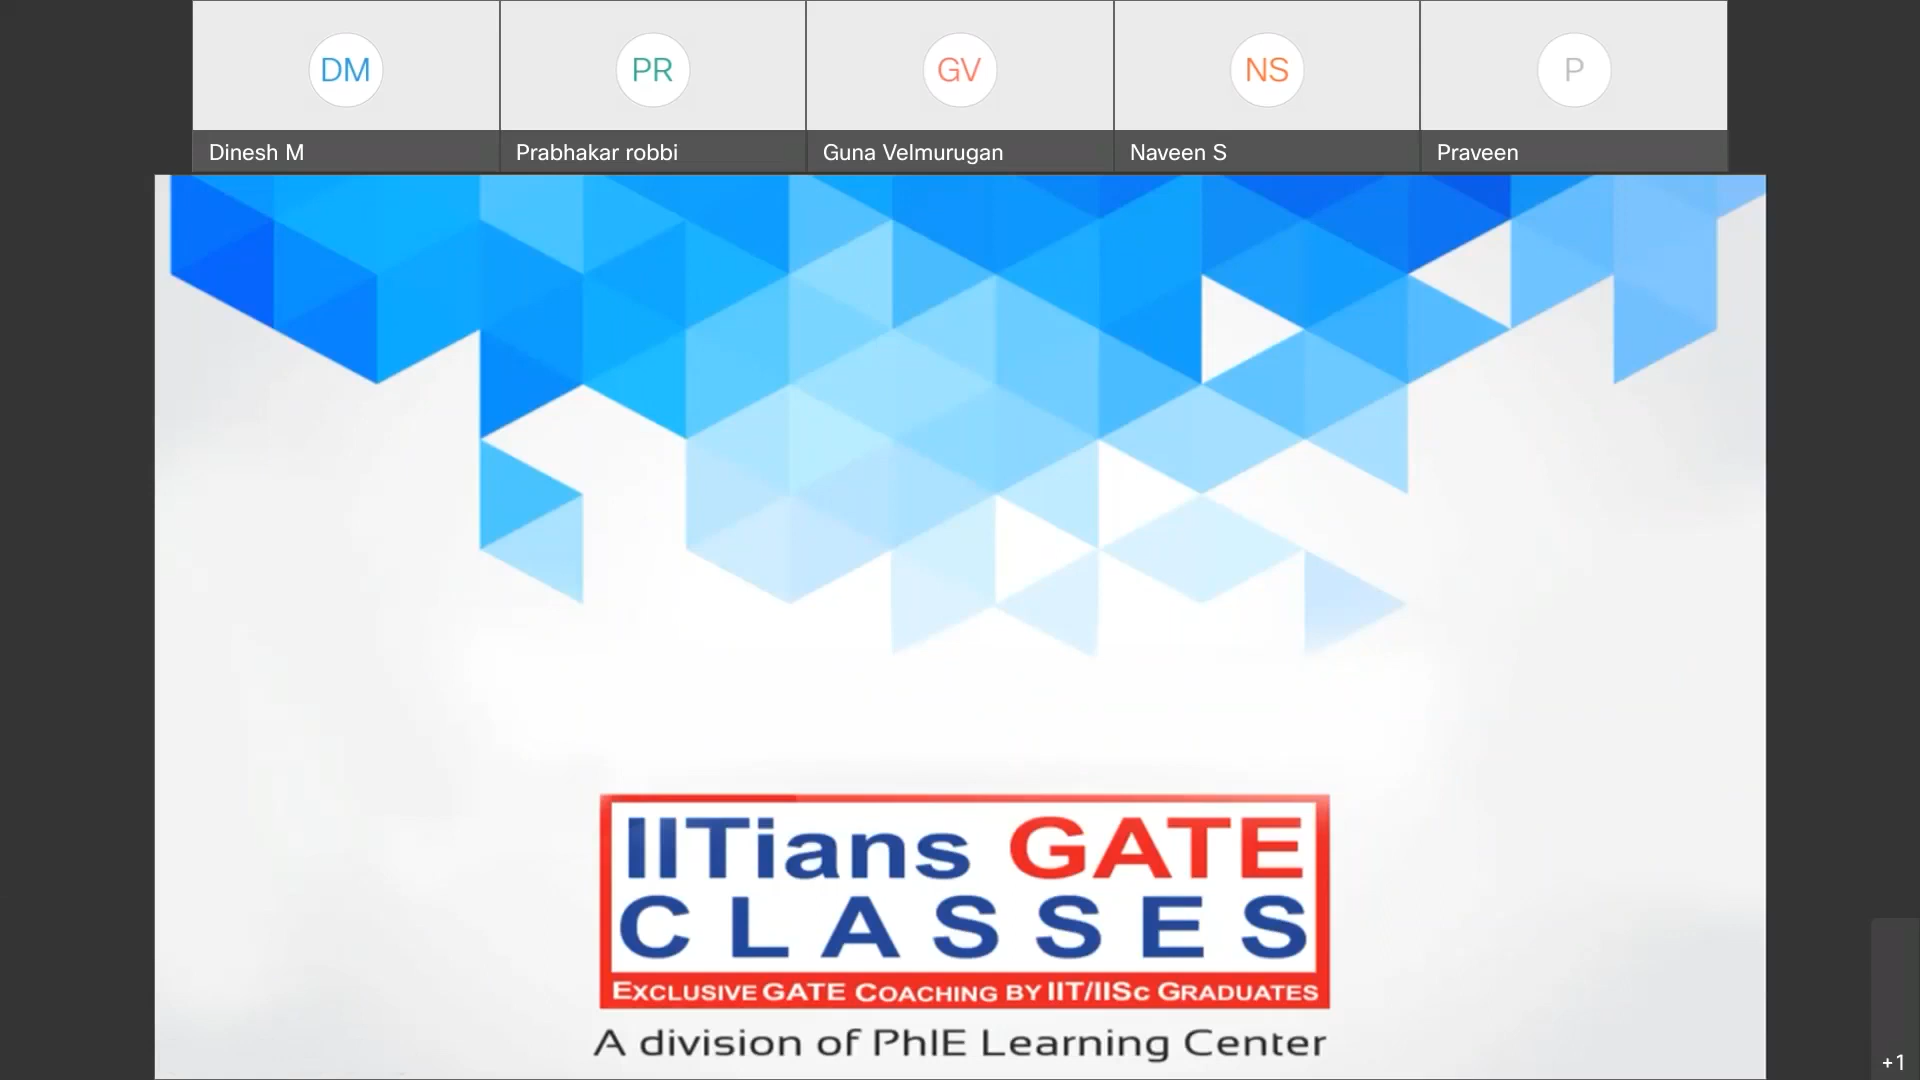 DM
PR
GV
NS
P
Dinesh M
Prabhakar robbi
Guna Velmurugan
Naveen S
Praveen
IITians GATE
CLASSES
EXCLUSIVE GATE COACHING BY IIT/IISc GRADUATES
A division of PhIE Learning Center
+1